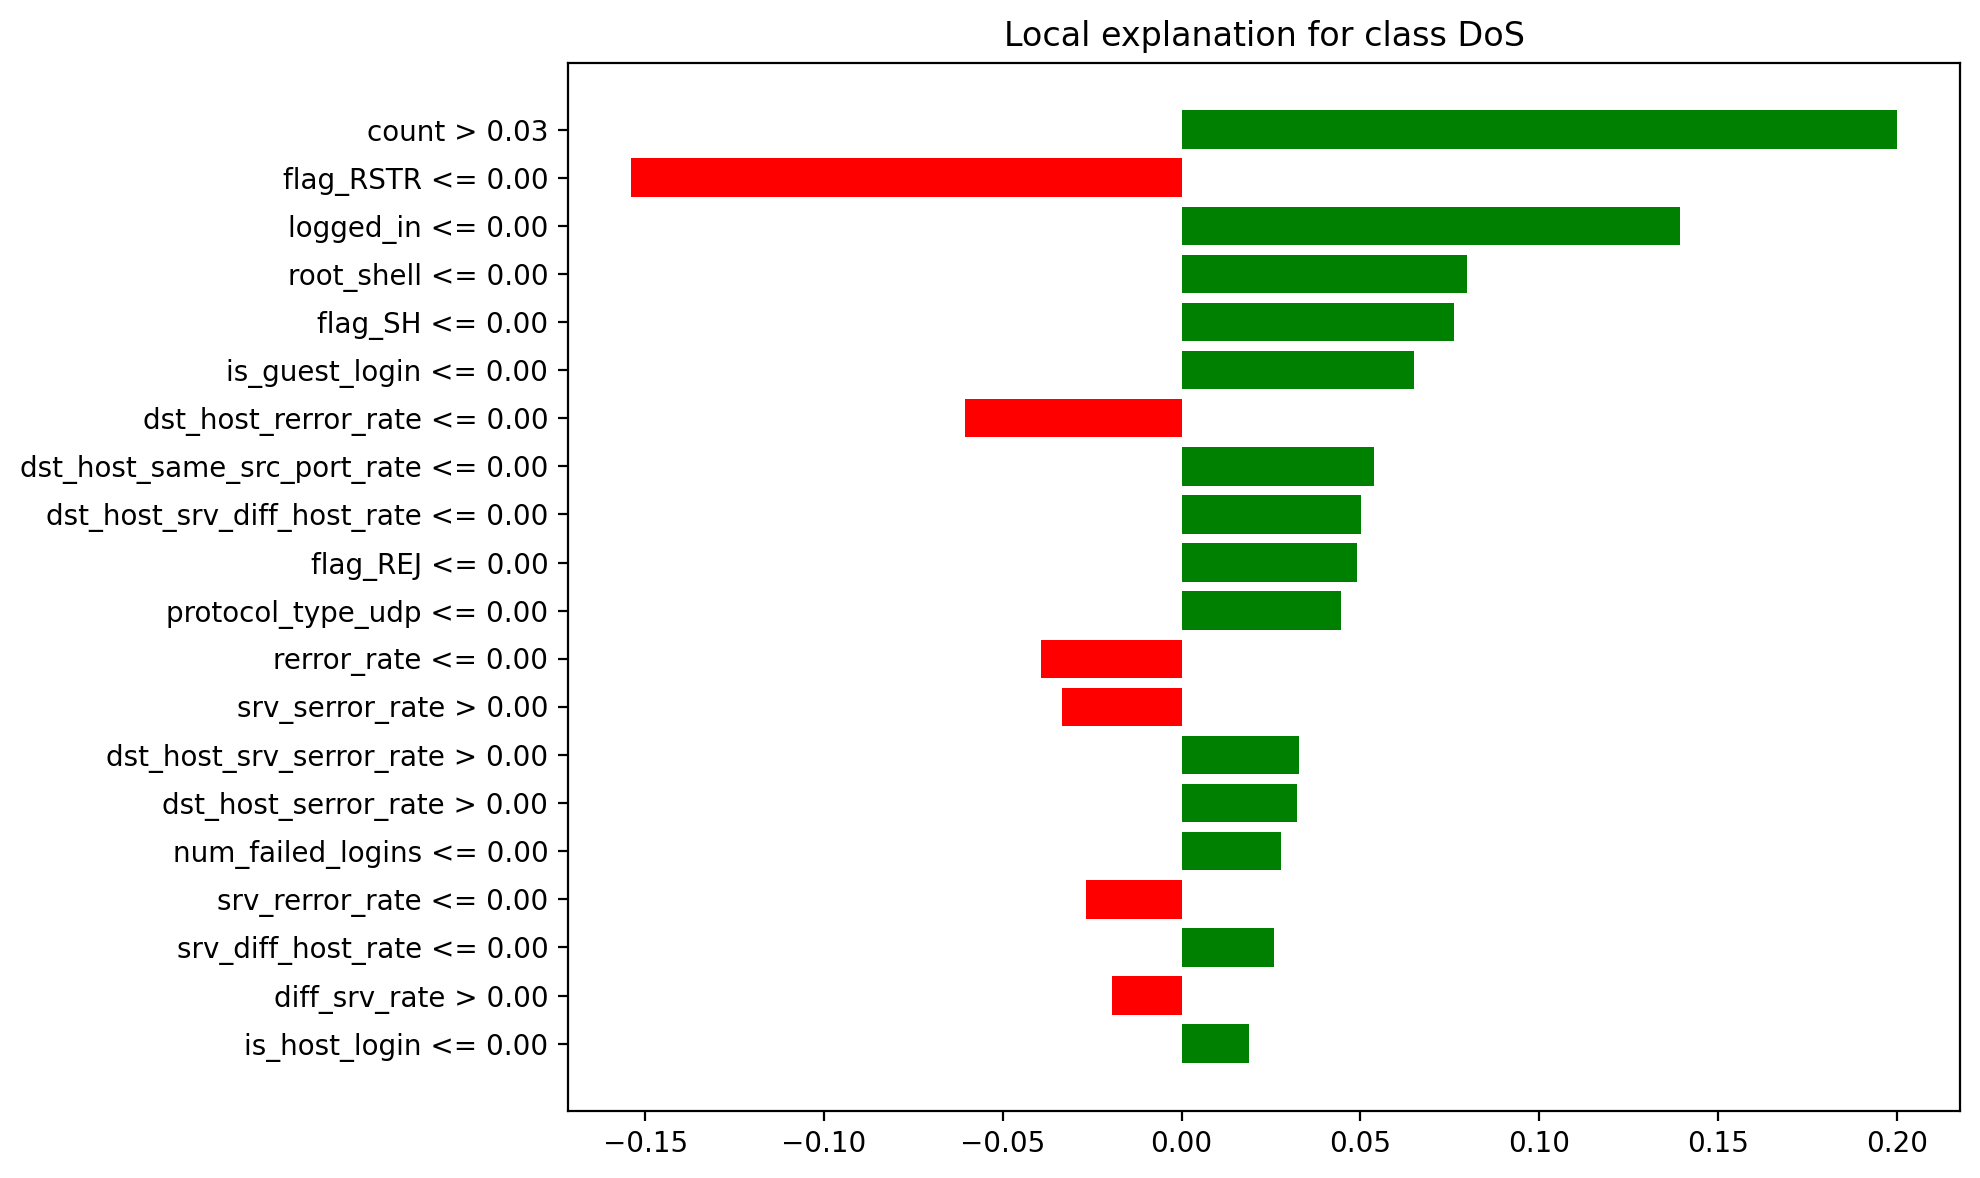 Local explanation for class DoS
count > 0.03
flag_RSTR <= 0.00
logged_in <= 0.00
root_shell <= 0.00
flag_SH <= 0.00
is_guest_login <= 0.00
dst_host_rerror_rate <= 0.00
dst_host_same_src_port_rate <= 0.00
dst_host_srv_diff_host_rate <= 0.00
flag_REJ <= 0.00
protocol_type_udp <= 0.00
rerror_rate <= 0.00
srv_serror_rate > 0.00
dst_host_srv_serror_rate > 0.00
dst_host_serror_rate > 0.00
num_failed_logins <= 0.00
srv_rerror_rate <= 0.00
srv_diff_host_rate <= 0.00
diff_srv_rate > 0.00
is_host_login <= 0.00
−0.15 −0.10 −0.05 0.00 0.05 0.10 0.15 0.20